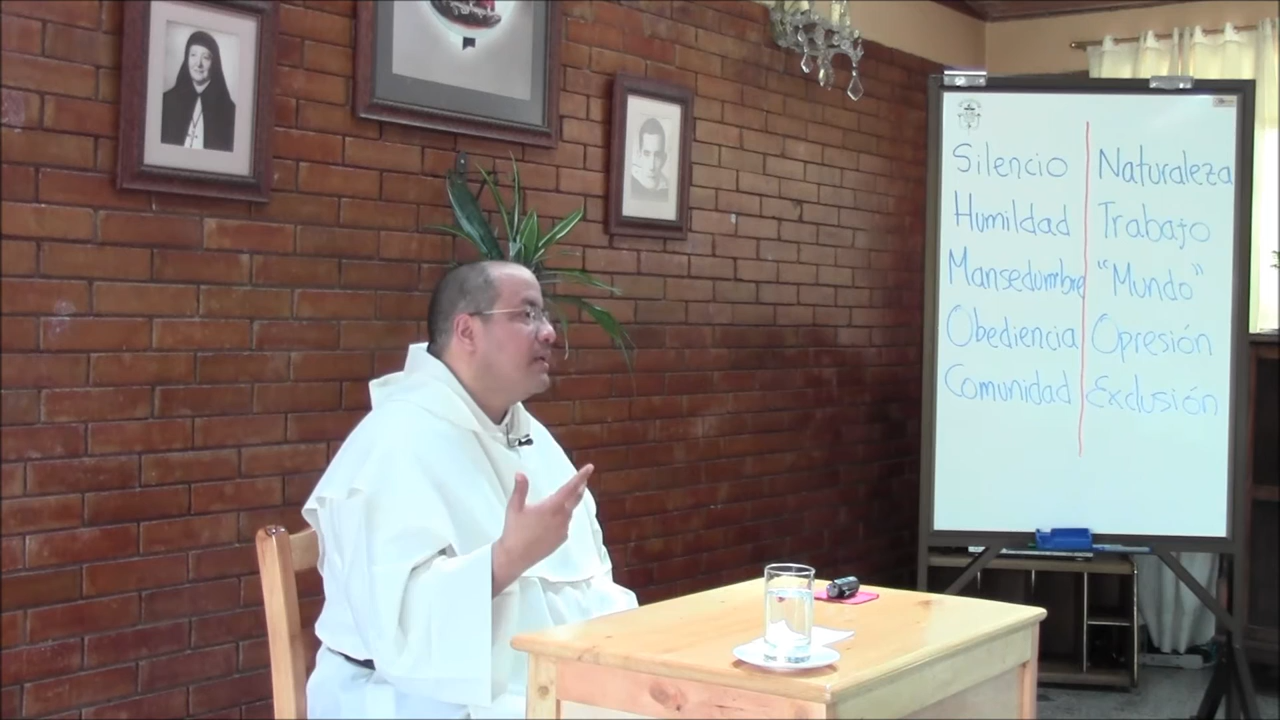 Silencio
Humildad
Mansedumbre
Obediencia
Comunidad
Naturaleza
Trabajo
"Mundo"
Opresión
Exclusión